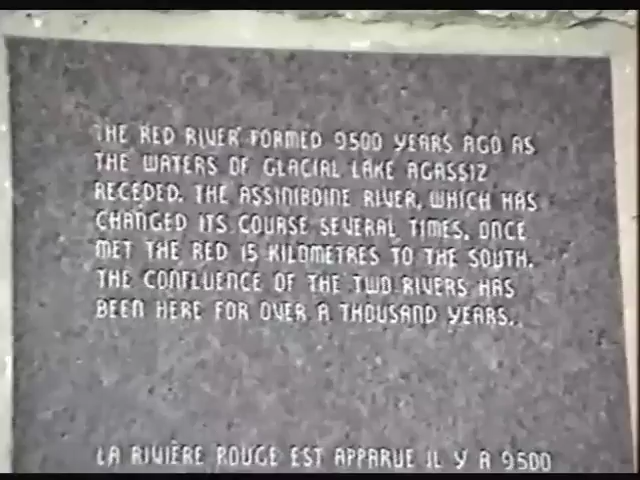 THE RED RIVER FORMED 9500 YEARS AGO AS
THE WATERS OF GLACIAL LAKE AGASSIZ
RECEDED. THE ASSINIBOINE RIVER, WHICH HAS
CHANGED ITS COURSE SEVERAL TIMES, ONCE
MET THE RED 15 KILOMETRES TO THE SOUTH.
THE CONFLUENCE OF THE TWO RIVERS HAS
BEEN HERE FOR OVER A THOUSAND YEARS.
LA RIVIÈRE ROUGE EST APPARUE IL Y A 9500